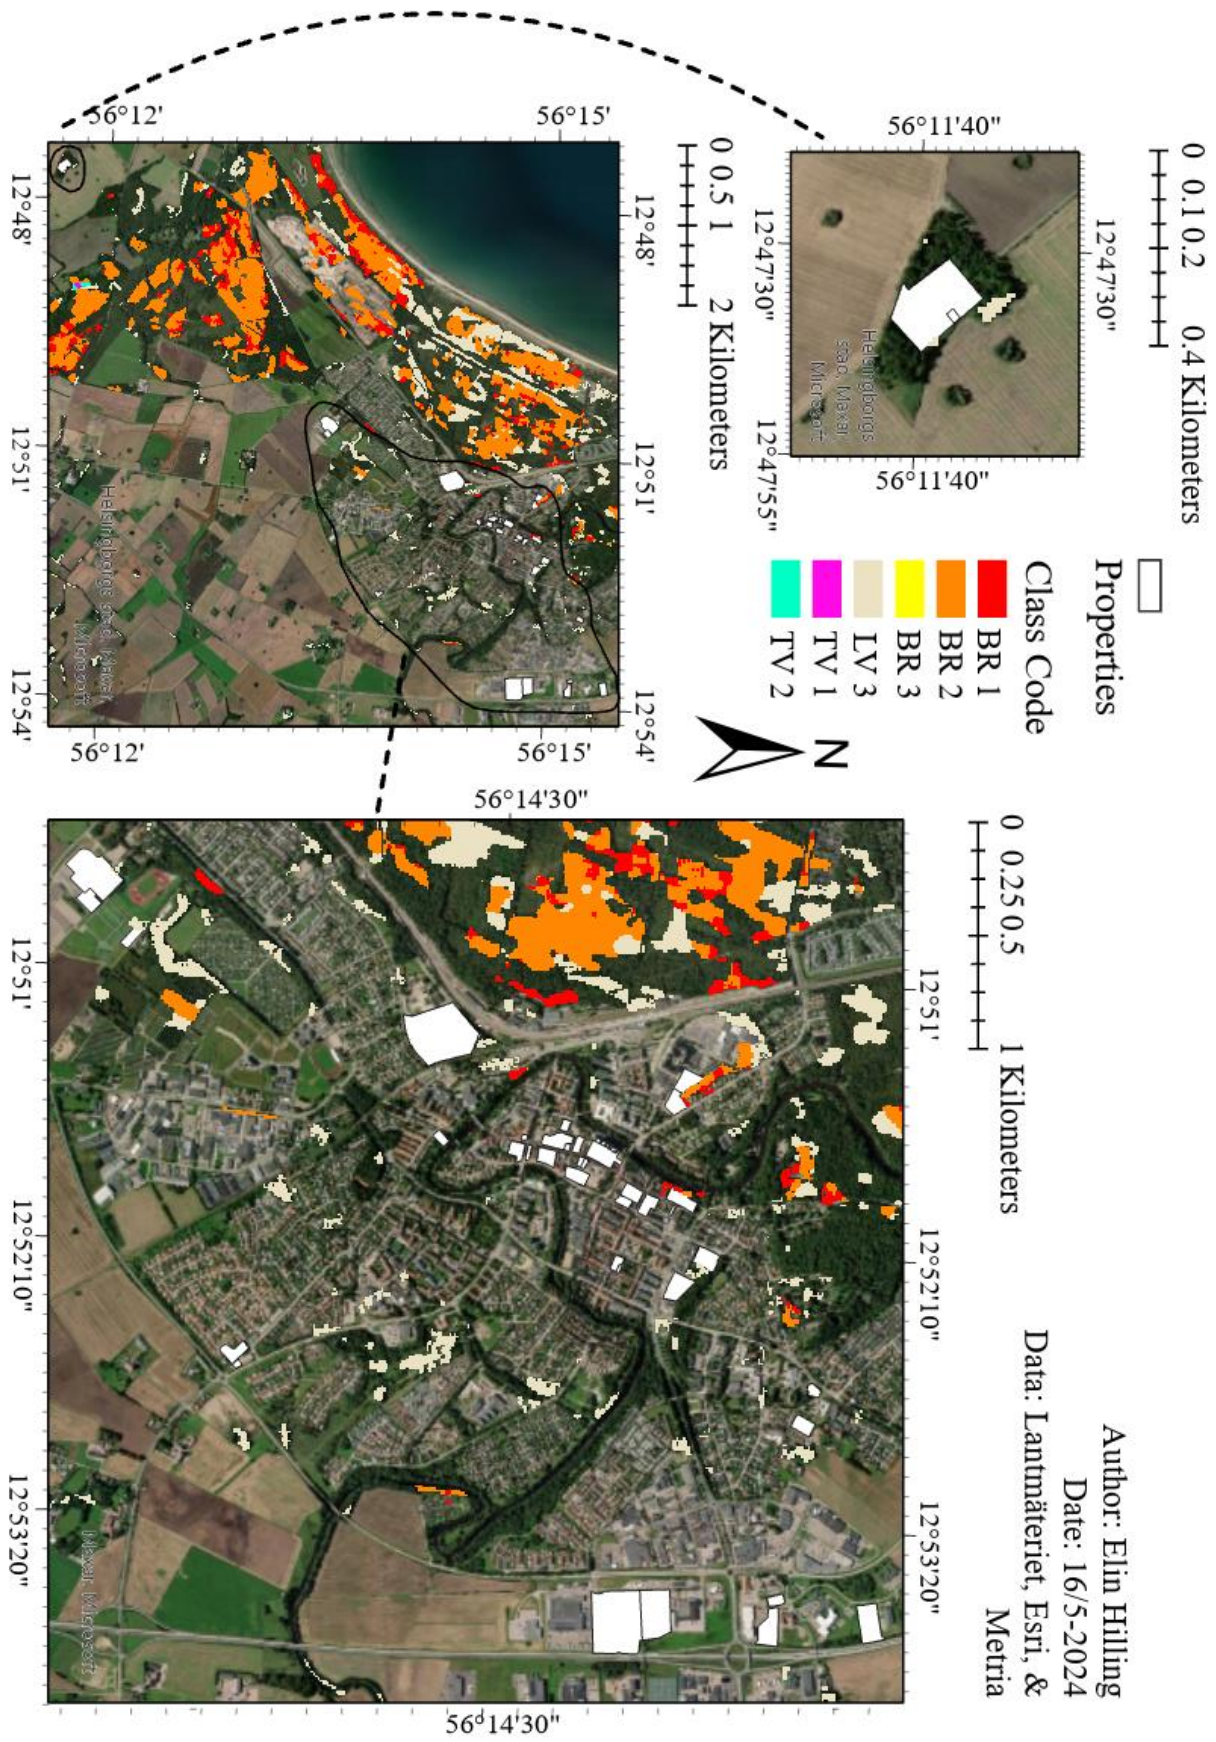 0 0.10.2 0.4 Kilometers
12°47'30" 12°47'55"
56°11'40"
56°11'40"
12°47'30"
Helsingborgs
stad, Maxar
Microsoft
Properties
Class Code
BR 1
BR 2
BR 3
LV 3
TV 1
TV 2
N
0 0.5 1 2 Kilometers
12°48' 12°51' 12°54'
56°15'
56°15'
56°12'
56°12'
12°48' 12°51' 12°54'
Helsingborgs stad, Maxar
Microsoft
Author: Elin Hilling
Date: 16/5-2024
Data: Lantmäteriet, Esri, &
Metria
0 0.25 0.5 1 Kilometers
12°51' 12°52'10" 12°53'20"
56°14'30"
56°14'30"
12°51' 12°52'10" 12°53'20"
Maxar, Microsoft